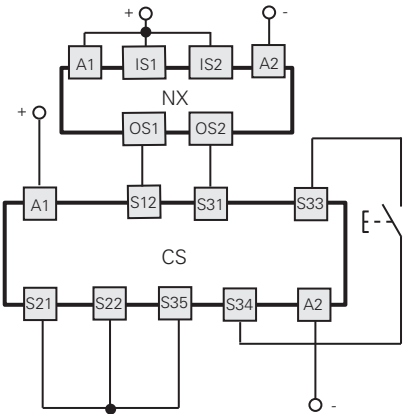 + -
A1 IS1 IS2 A2
NX
+ OS1 OS2
A1 S12 S31 S33
CS
S21 S22 S35 S34 A2
-